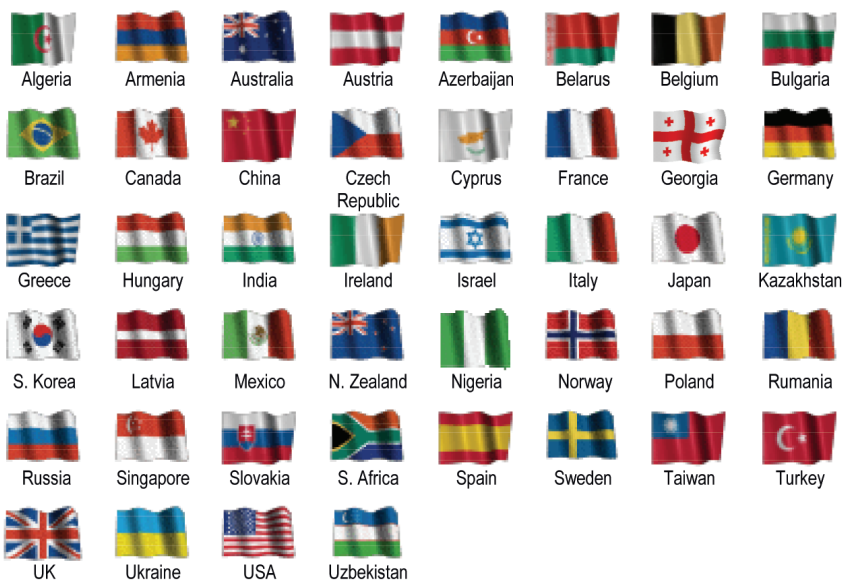 Algeria Armenia Australia Austria Azerbaijan Belarus Belgium Bulgaria
Brazil Canada China Czech Cyprus France Georgia Germany
Republic
Greece Hungary India Ireland Israel Italy Japan Kazakhstan
S. Korea Latvia Mexico N. Zealand Nigeria Norway Poland Rumania
Russia Singapore Slovakia S. Africa Spain Sweden Taiwan Turkey
UK Ukraine USA Uzbekistan